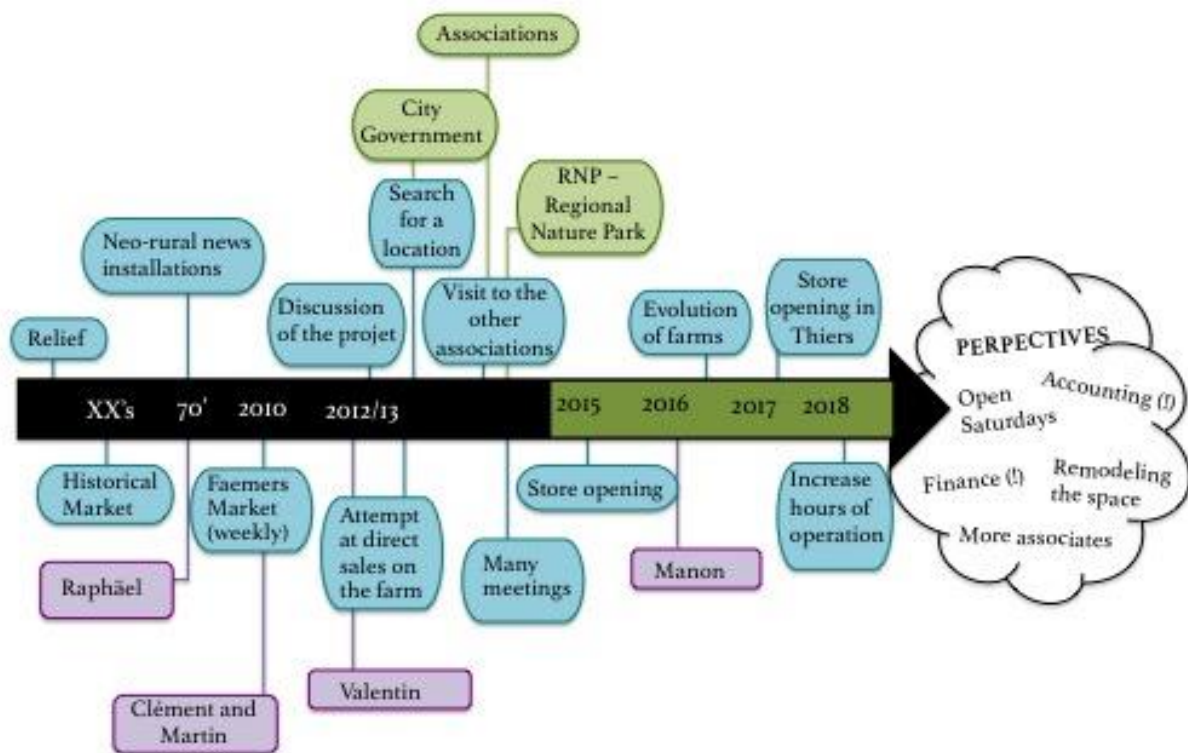 Associations
City
Government
RNP –
Regional
Nature Park
Search
for a
location
Neo-rural news
installations
Discussion
of the projet
Visit to the
other
associations
Evolution
of farms
Store
opening in
Thiers
Relief
PERPECTIVES
Open
Saturdays
Accounting (!)
Finance (!)
Remodeling
the space
More associates
XX's
70'
2010
2012/13
2015
2016
2017
2018
Historical
Market
Faemers
Market
(weekly)
Attempt
at direct
sales on
the farm
Many
meetings
Store opening
Increase
hours of
operation
Raphäel
Manon
Valentin
Clément and
Martin